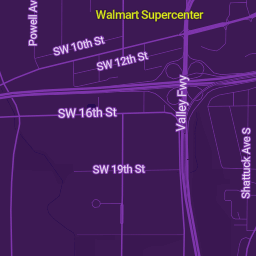 Walmart Supercenter
Powell Av
SW 10th St
SW 12th St
SW 16th St
Valley Fwy
SW 19th St
Shattuck Ave S